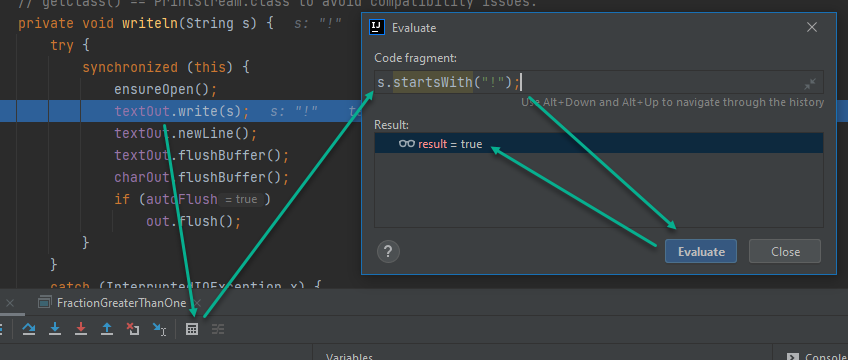 // getClass() == PrintStream.class to avoid compatibility issues.
private void writeln(String s) { s: "!"
try {
synchronized (this) {
ensureOpen();
textOut.write(s); s: "!"
textOut.newLine();
textOut.flushBuffer();
charOut.flushBuffer();
if (autoFlush = true )
out.flush();
}
}
catch (InterruptedIOException x) {
Evaluate
Code fragment:
s.startsWith("!");
Alt+Down and Alt+Up to navigate through the history
Result:
result = true
?
Evaluate
Close
FractionGreaterThanOne
Variables
Console